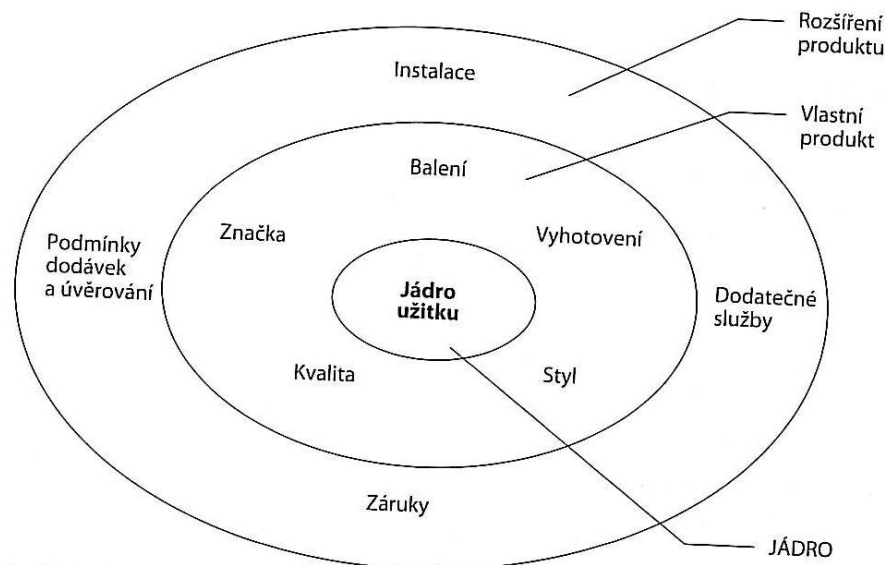 Rozšíření
produktu
Instalace
Vlastní
produkt
Balení
Značka
Vyhotovení
Podmínky
dodávek
a úvěrování
Jádro
užitku
Dodatečné
služby
Kvalita
Styl
Záruky
JÁDRO